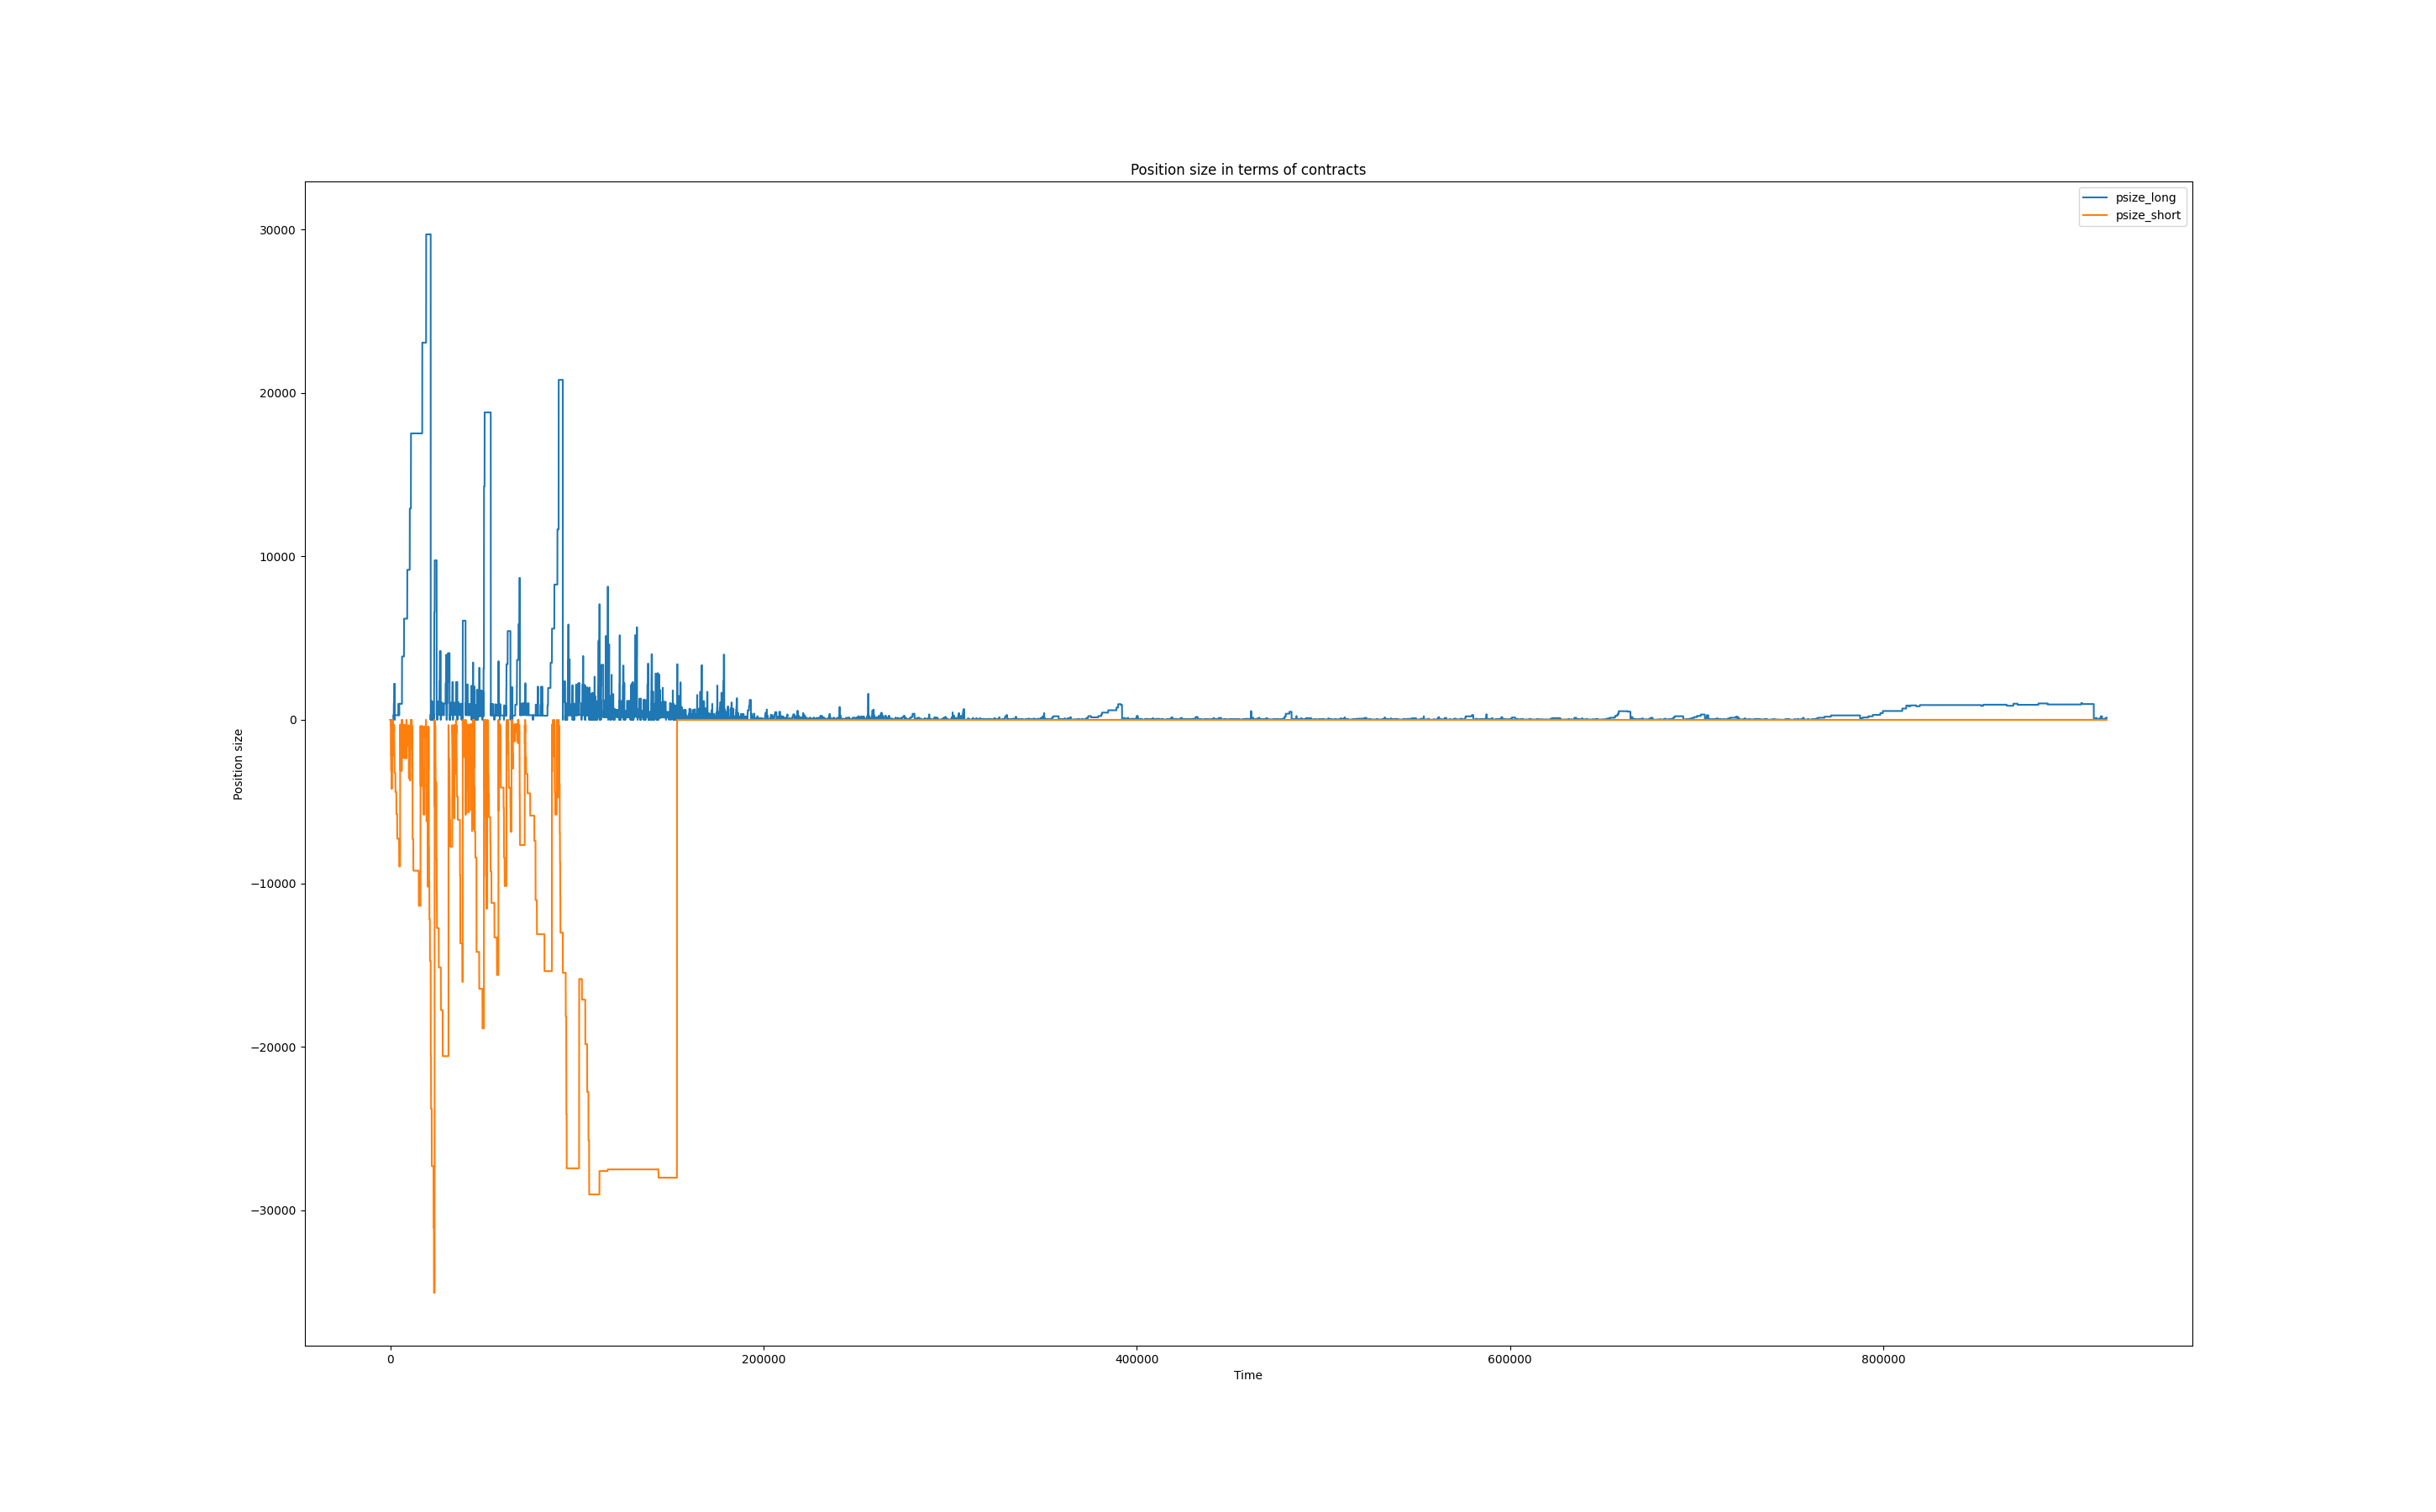 Position size in terms of contracts
psize_long
psize_short
30000
20000
10000
0
−10000
−20000
−30000
Position size
0
200000
400000
600000
800000
Time